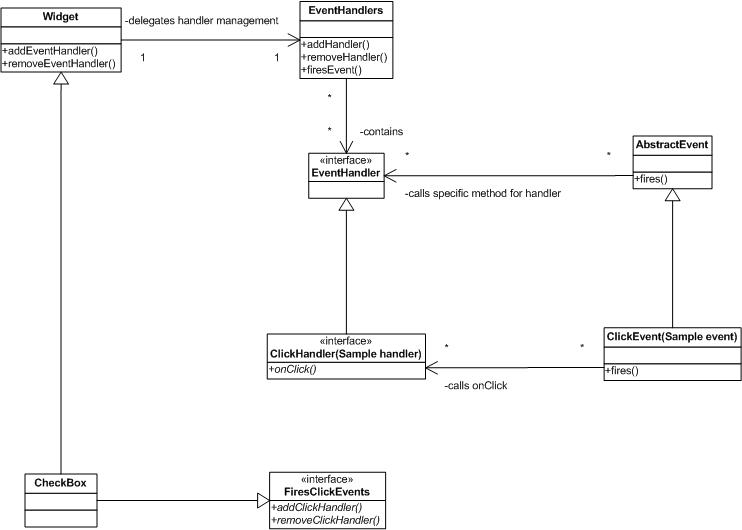 Widget
+addEventHandler()
+removeEventHandler()
-delegates handler management
1
1
EventHandlers
+addHandler()
+removeHandler()
+firesEvent()
*
*
-contains
«interface»
EventHandler
*
*
-calls specific method for handler
AbstractEvent
+fires()
«interface»
ClickHandler(Sample handler)
+onClick()
*
*
-calls onClick
ClickEvent(Sample event)
+fires()
CheckBox
«interface»
FiresClickEvents
+addClickHandler()
+removeClickHandler()